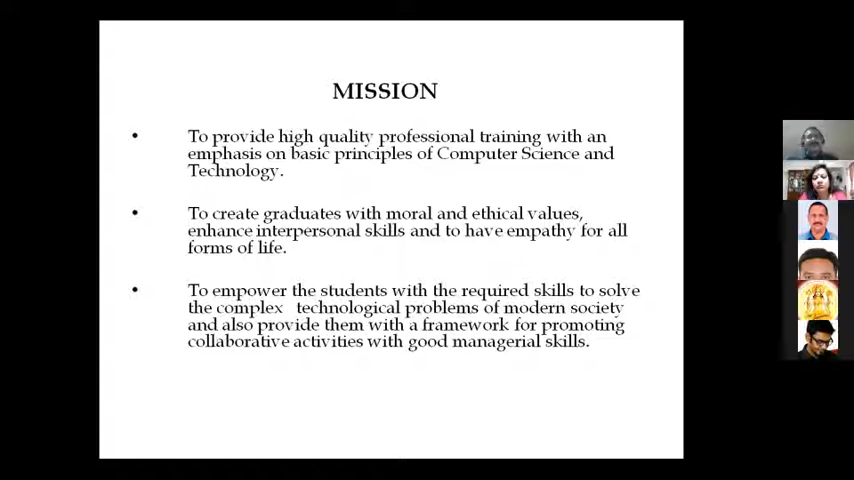 MISSION
• To provide high quality professional training with an
emphasis on basic principles of Computer Science and
Technology.
• To create graduates with moral and ethical values,
enhance interpersonal skills and to have empathy for all
forms of life.
• To empower the students with the required skills to solve
the complex technological problems of modern society
and also provide them with a framework for promoting
collaborative activities with good managerial skills.